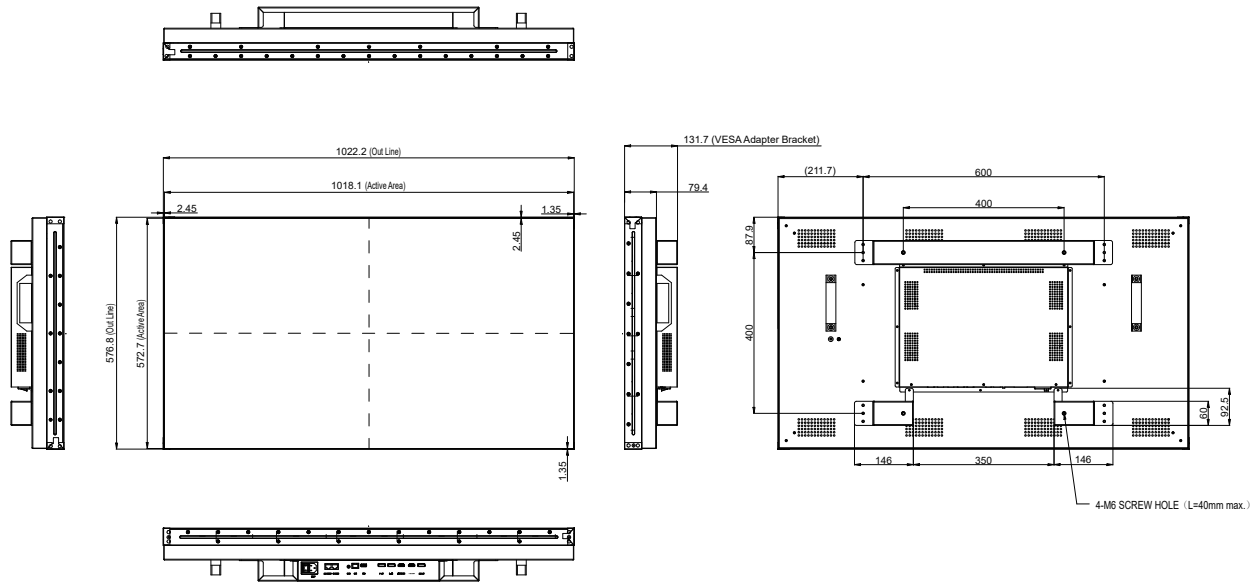 131.7 (VESA Adapter Bracket)
1022.2 (Out Line)
1018.1 (Active Area)
79.4
(211.7)
600
400
2.45
1.35
2.45
87.9
400
576.8 (Out Line)
572.7 (Active Area)
60
92.5
146
350
146
1.35
4-M6 SCREW HOLE（L=40mm max.）